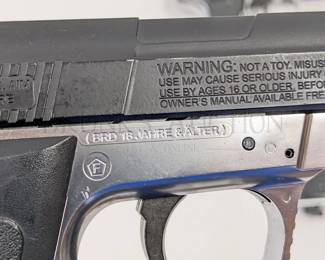 WARNING: NOT A TOY. MISUS
USE MAY CAUSE SERIOUS INJURY
USE BY AGES 16 OR OLDER. BEFO
OWNER'S MANUAL AVAILABLE FRE
(BRD 18 JAHRE & ÄLTER)
F